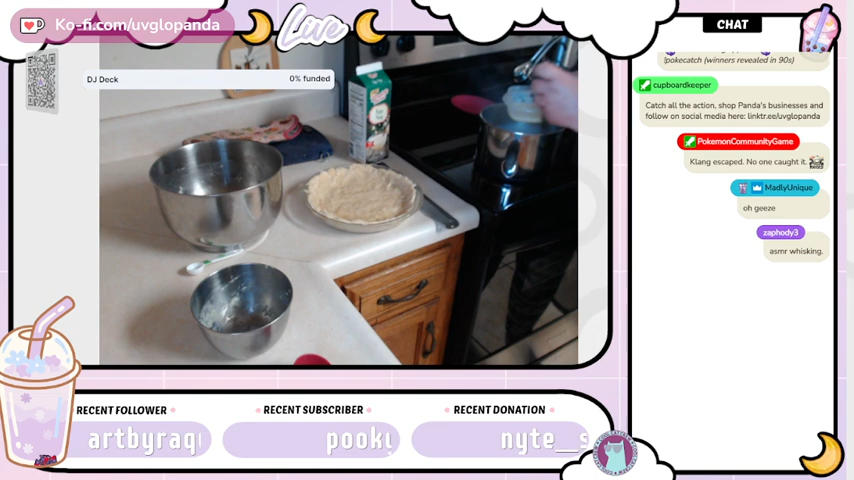 Ko-fi.com/uvglopanda
Live
CHAT
DJ Deck
0% funded
!pokecatch (winners revealed in 90s)
cupboardkeeper
Catch all the action, shop Panda's businesses and
follow on social media here: linktr.ee/uvglopanda
PokemonCommunityGame
Klang escaped. No one caught it.
MadlyUnique
oh geeze
zaphody3
asmr whisking.
RECENT FOLLOWER
RECENT SUBSCRIBER
RECENT DONATION
artbyraq
pooki
nyte__s